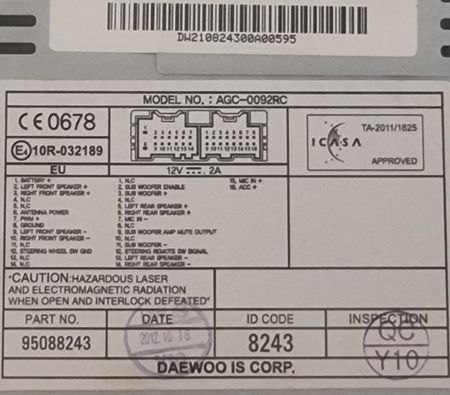 DW210824300A00595
MODEL NO. : AGC-0092RC
CE 0678
E4 10R-032189
EU
12V 2A
ICASA
TA-2011/1625
APPROVED
1. BATTERY +
2. LEFT FRONT SPEAKER +
3. RIGHT FRONT SPEAKER +
4. N.C
5. N.C
6. ANTENNA POWER
7. PWM +
8. GROUND
9. LEFT FRONT SPEAKER -
10. RIGHT FRONT SPEAKER -
11. N.C
12. STEERING WHEEL SW GND
13. N.C
14. N.C
1. N.C
2. SUB WOOFER ENABLE
3. SUB WOOFER +
4. N.C
5. LEFT REAR SPEAKER +
6. RIGHT REAR SPEAKER +
7. MIC IN -
8. N.C
9. SUB WOOFER AMP MUTE OUTPUT
10. N.C
11. SUB WOOFER -
12. STEERING REMOTE SW SIGNAL
13. LEFT REAR SPEAKER -
14. RIGHT REAR SPEAKER -
15. MIC IN +
16. ACC +
"CAUTION:HAZARDOUS LASER
AND ELECTROMAGNETIC RADIATION
WHEN OPEN AND INTERLOCK DEFEATED"
PART NO. DATE ID CODE INSPECTION
95088243 2012.10.16 8243 QC
Y10
DAEWOO IS CORP.